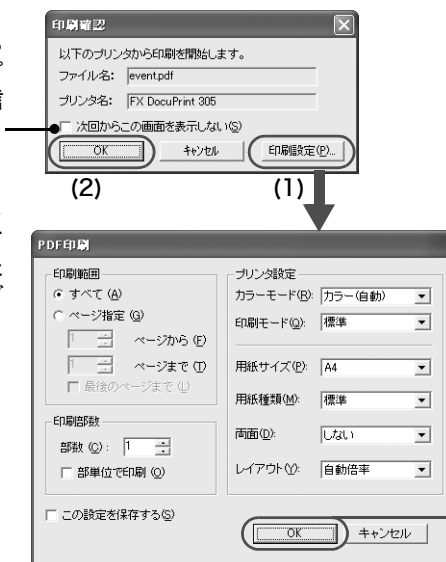 印刷確認
以下のプリンタから印刷を開始します。
ファイル名: event.pdf
プリンタ名: FX DocuPrint 305
次回からこの画面を表示しない(S)
OK キャンセル 印刷設定(P)...
(2) (1)
PDF印刷
印刷範囲
すべて (A)
ページ指定 (G)
1 ページから (F)
1 ページまで (T)
最後のページまで (L)
印刷部数
部数 (C): 1
部単位で印刷 (O)
この設定を保存する(S)
プリンタ設定
カラーモード(R): カラー(自動)
印刷モード(Q): 標準
用紙サイズ(P): A4
用紙種類(M): 標準
両面(D): しない
レイアウト(Y): 自動倍率
OK キャンセル